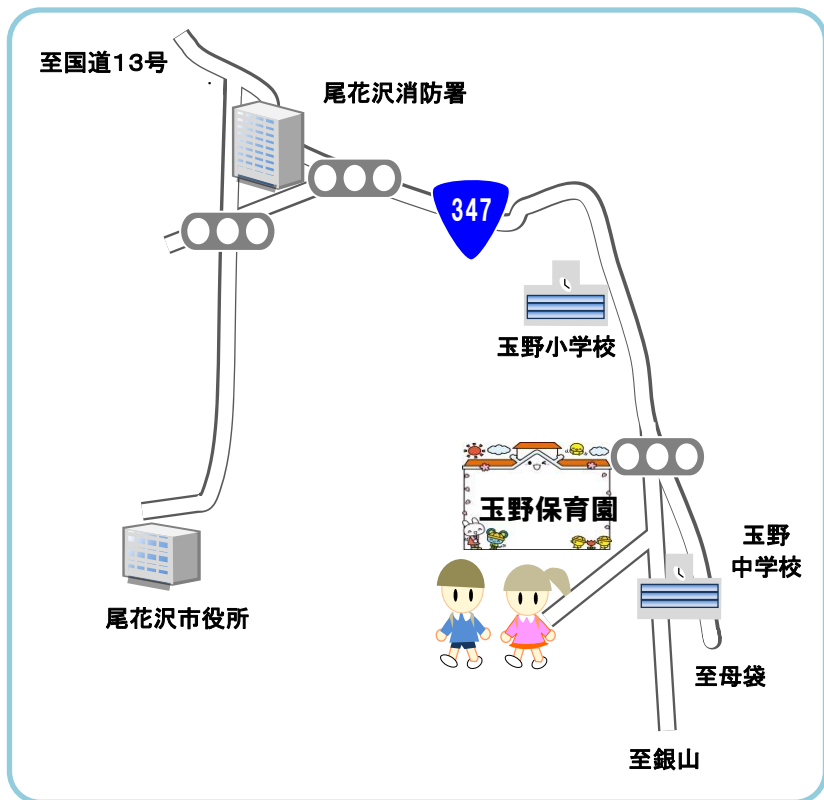 至国道13号
尾花沢消防署
347
玉野小学校
玉野保育園
玉野
中学校
尾花沢市役所
至母袋
至銀山